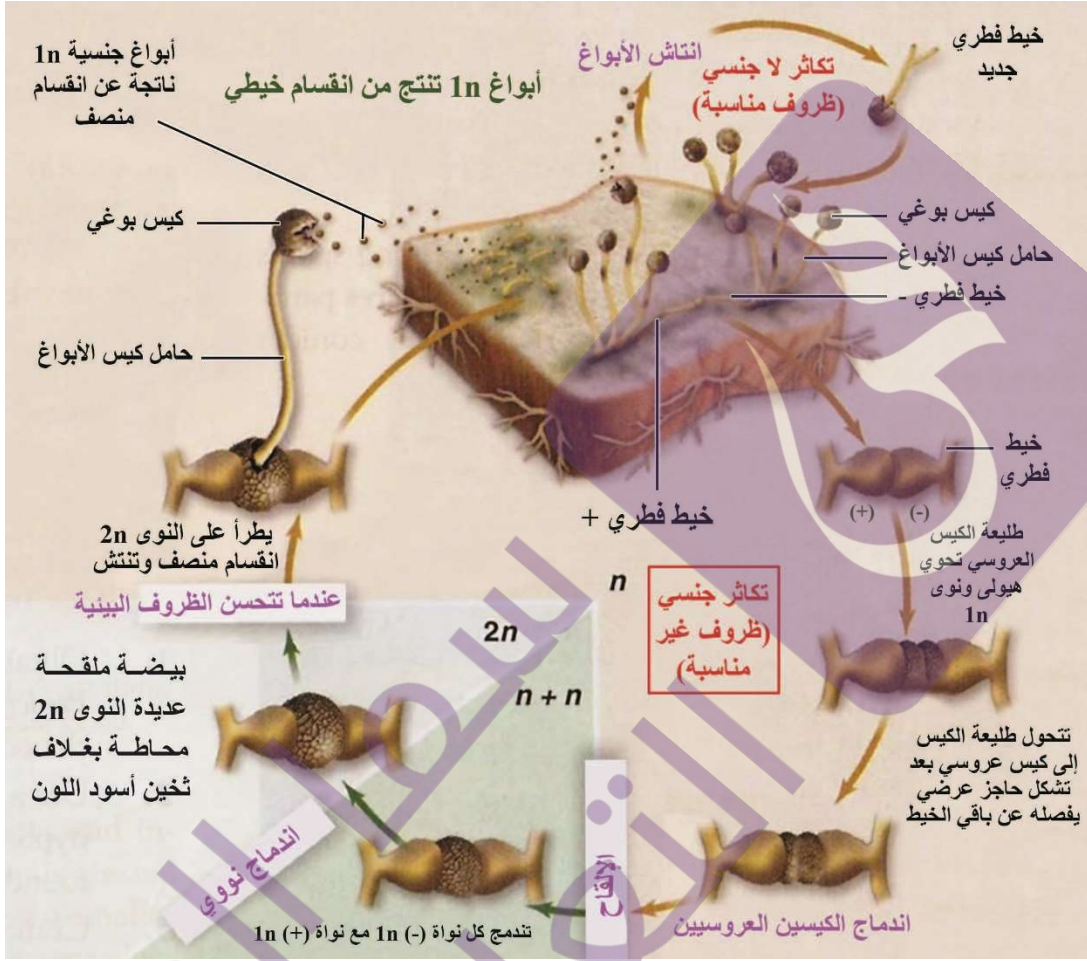 أبواغ جنسية 1n
ناتجة عن انقسام
منصف
أبواغ 1n تنتج من انقسام خيطي
انتاش الأبواغ
تكاثر لا جنسي
(ظروف مناسبة)
خيط فطري
جديد
كيس بوغي
حامل كيس الأبواغ
كيس بوغي
حامل كيس الأبواغ
خيط فطري -
خيط فطري +
خيط
فطري
(+)
(-)
طليعة الكيس
العروسي تحوي
هيولى ونوى
1n
تتحول طليعة الكيس
إلى كيس عروسي بعد
تشكل حاجز عرضي
يفصله عن باقي الخيط
تكاثر جنسي
(ظروف غير
مناسبة)
n
2n
n + n
اندماج الكيسين العروسيين
الإلقاح
تندمج كل نواة (-) 1n مع نواة (+) 1n
اندماج نووي
بيضة ملقحة
عديدة النوى 2n
محاطة بغلاف
ثخين أسود اللون
عندما تتحسن الظروف البيئية
يطرأ على النوى 2n
انقسام منصف وتنتش